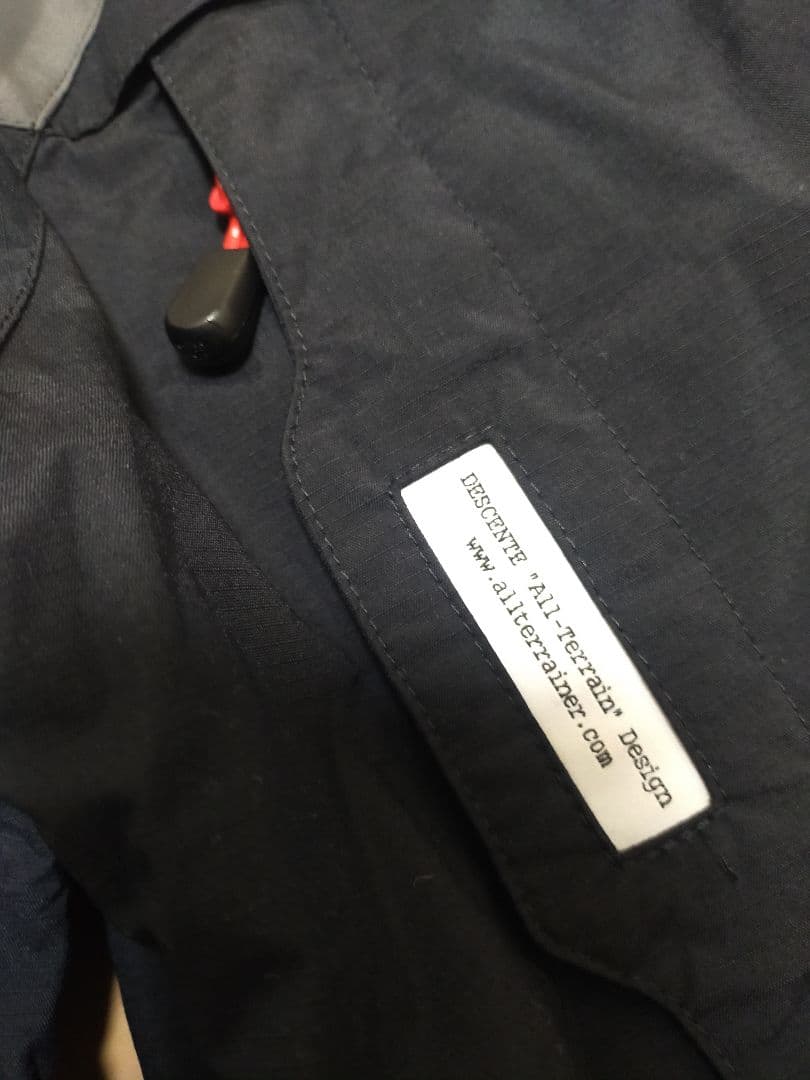 DESCENTE "All-Terrain" Design
www.allterrainer.com